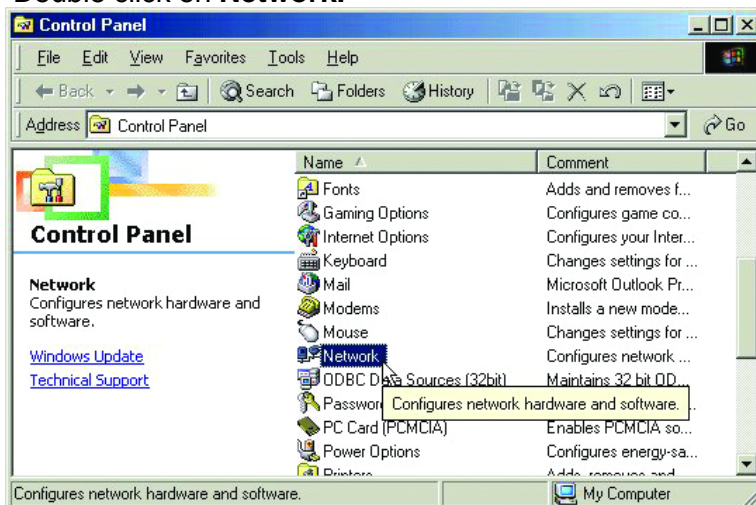 Double click on Network.
Control Panel
File Edit View Favorites Tools Help
Back Search Folders History
Address Control Panel Go
Name Comment
Fonts Adds and removes f...
Gaming Options Configures game co...
Control Panel
Internet Options Configures your Inter...
Keyboard Changes settings for ...
Network
Mail Microsoft Outlook Pr...
Configures network hardware and
Modems Installs a new mode...
software.
Mouse Changes settings for ...
Windows Update
Network Configures network ...
Technical Support
ODBC Data Sources (32bit) Maintains 32 bit OD...
Configures network hardware and software.
PC Card (PCMCIA) Enables PCMCIA so...
Power Options Configures energy-sa...
Printers Adds, removes and
Configures network hardware and software. My Computer